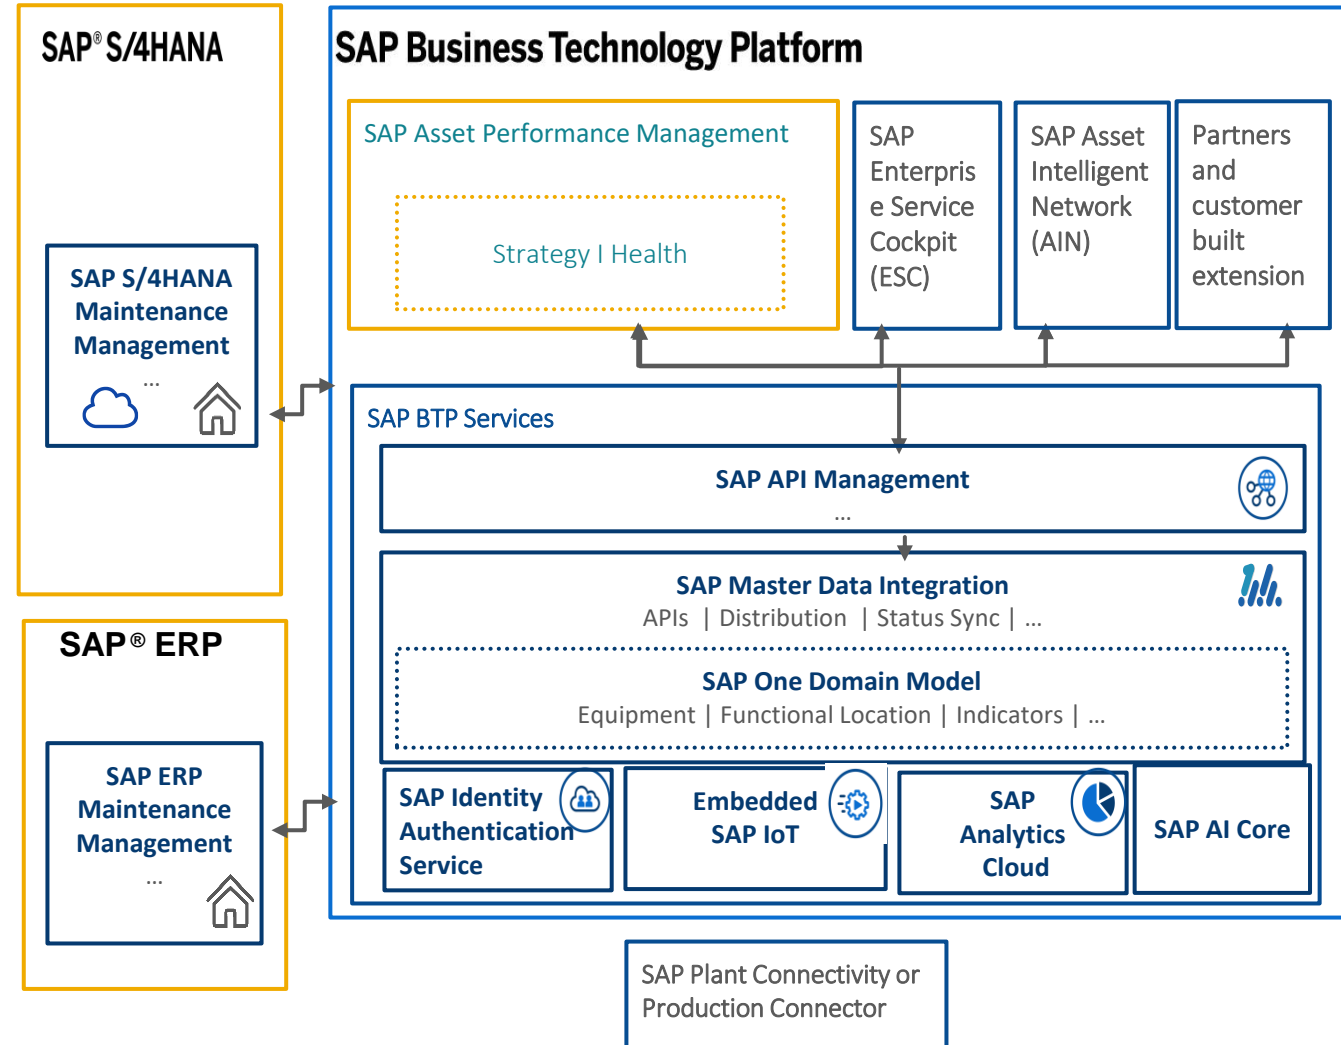 SAP® S/4HANA
SAP S/4HANA
Maintenance
Management
...
SAP® ERP
SAP ERP
Maintenance
Management
...
SAP Business Technology Platform
SAP Asset Performance Management
Strategy I Health
SAP
Enterpris
e Service
Cockpit
(ESC)
SAP Asset
Intelligent
Network
(AIN)
Partners
and
customer
built
extension
SAP BTP Services
SAP API Management
...
SAP Master Data Integration
APIs | Distribution | Status Sync | ...
SAP One Domain Model
Equipment | Functional Location | Indicators | ...
SAP Identity
Authentication
Service
Embedded
SAP IoT
SAP
Analytics
Cloud
SAP AI Core
SAP Plant Connectivity or
Production Connector